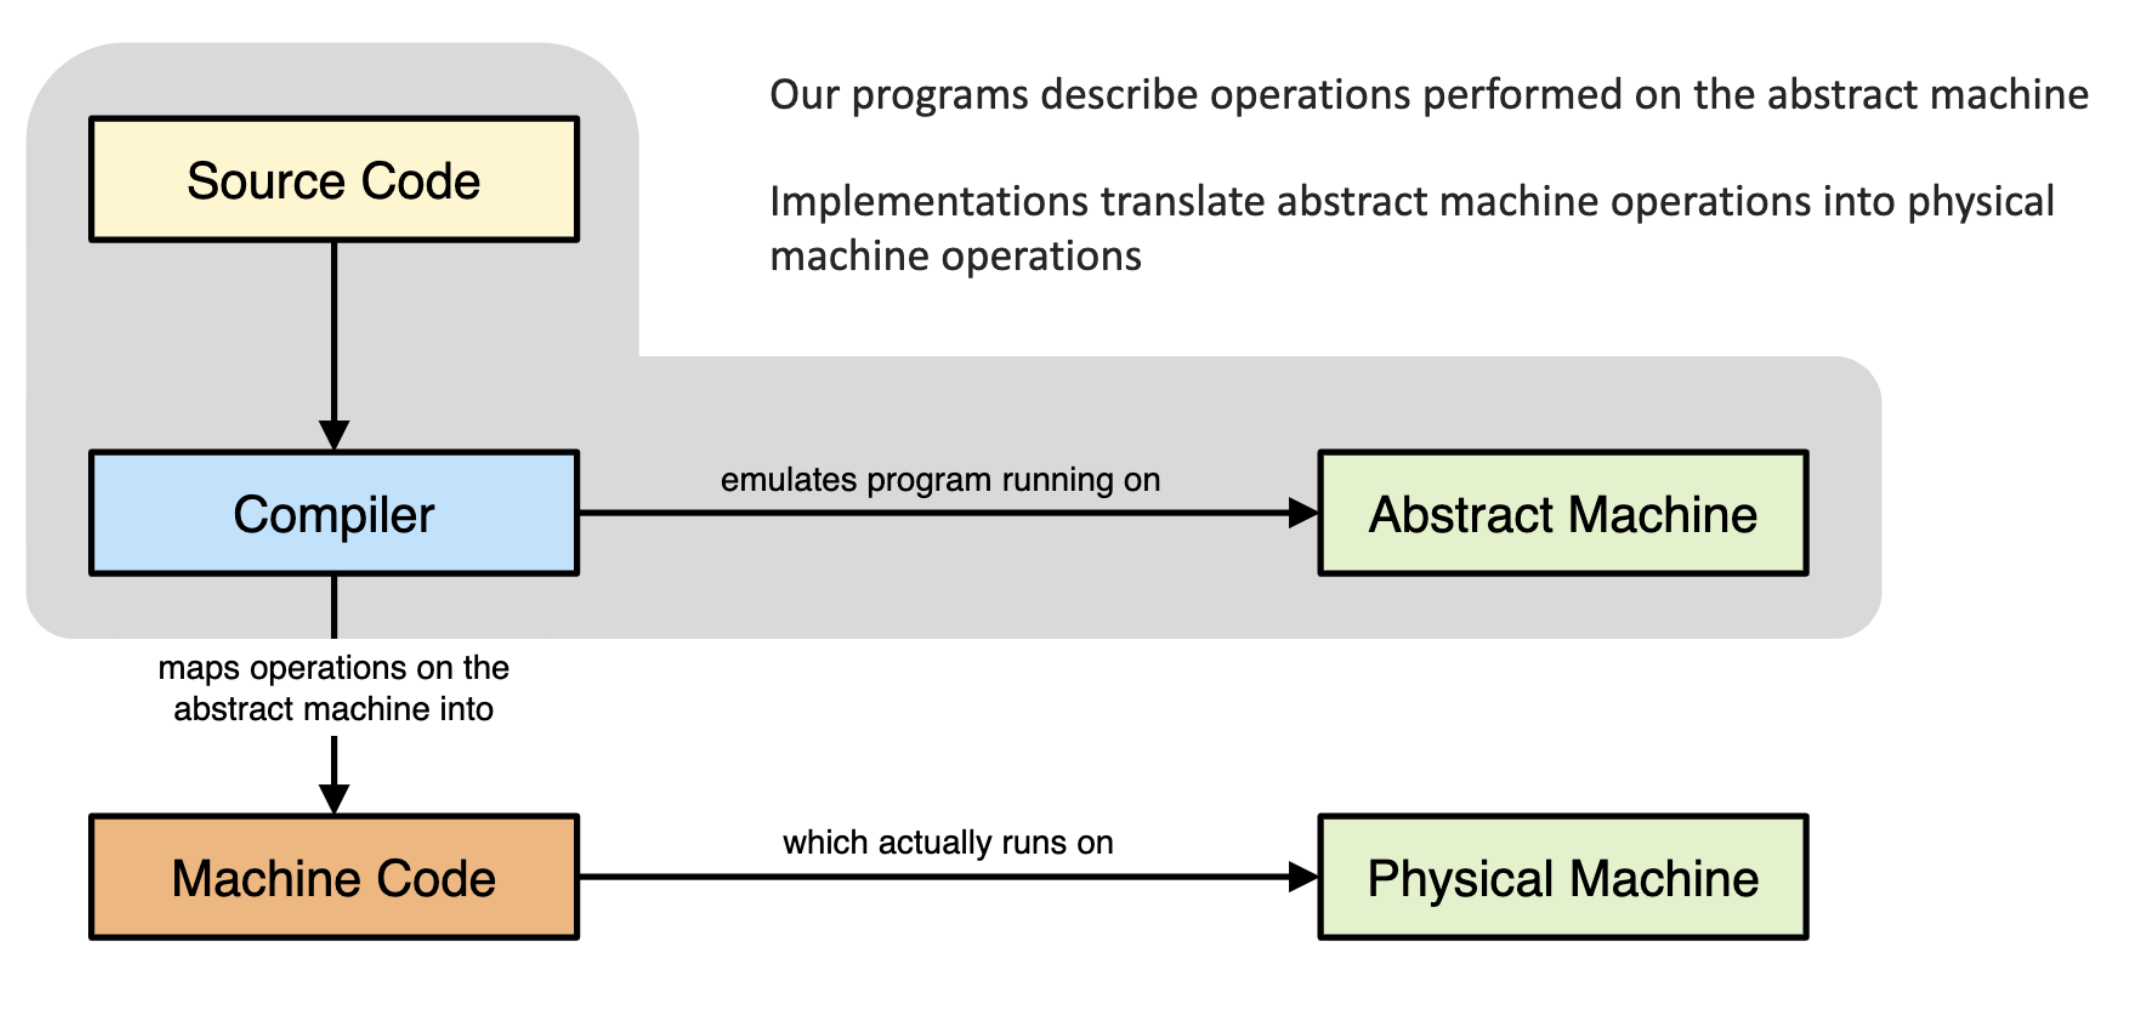 Our programs describe operations performed on the abstract machine
Source Code
Implementations translate abstract machine operations into physical
machine operations
emulates program running on
Compiler
Abstract Machine
maps operations on the
abstract machine into
which actually runs on
Machine Code
Physical Machine